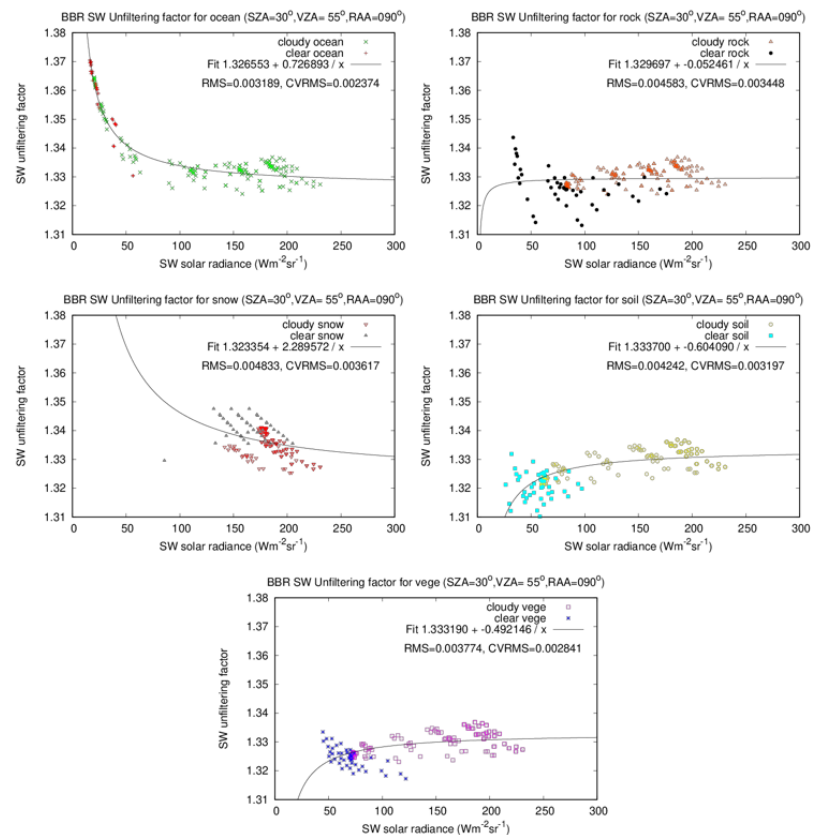 BBR SW Unfiltering factor for ocean (SZA=30°,VZA= 55°,RAA=090°)
cloudy ocean
clear ocean
Fit 1.326553 + 0.726893 / x
RMS=0.003189, CVRMS=0.002374
SW unfiltering factor
1.38
1.37
1.36
1.35
1.34
1.33
1.32
1.31
0 50 100 150 200 250 300
SW solar radiance (Wm⁻²sr⁻¹)
BBR SW Unfiltering factor for rock (SZA=30°,VZA= 55°,RAA=090°)
cloudy rock
clear rock
Fit 1.329697 + -0.052461 / x
RMS=0.004583, CVRMS=0.003448
SW unfiltering factor
1.38
1.37
1.36
1.35
1.34
1.33
1.32
1.31
0 50 100 150 200 250 300
SW solar radiance (Wm⁻²sr⁻¹)
BBR SW Unfiltering factor for snow (SZA=30°,VZA= 55°,RAA=090°)
cloudy snow
clear snow
Fit 1.323354 + 2.289572 / x
RMS=0.004833, CVRMS=0.003617
SW unfiltering factor
1.38
1.37
1.36
1.35
1.34
1.33
1.32
1.31
0 50 100 150 200 250 300
SW solar radiance (Wm⁻²sr⁻¹)
BBR SW Unfiltering factor for soil (SZA=30°,VZA= 55°,RAA=090°)
cloudy soil
clear soil
Fit 1.333700 + -0.604090 / x
RMS=0.004242, CVRMS=0.003197
SW unfiltering factor
1.38
1.37
1.36
1.35
1.34
1.33
1.32
1.31
0 50 100 150 200 250 300
SW solar radiance (Wm⁻²sr⁻¹)
BBR SW Unfiltering factor for vege (SZA=30°,VZA= 55°,RAA=090°)
cloudy vege
clear vege
Fit 1.333190 + -0.492146 / x
RMS=0.003774, CVRMS=0.002841
SW unfiltering factor
1.38
1.37
1.36
1.35
1.34
1.33
1.32
1.31
0 50 100 150 200 250 300
SW solar radiance (Wm⁻²sr⁻¹)